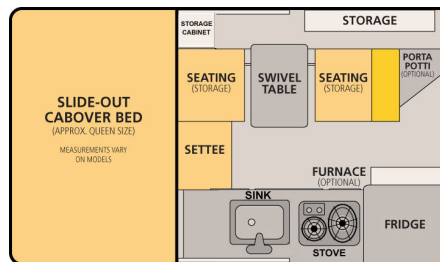 STORAGE
CABINET
STORAGE
SEATING
(STORAGE)
SWIVEL
TABLE
SEATING
(STORAGE)
PORTA
POTTI
(OPTIONAL)
SLIDE-OUT
CABOVER BED
(APPROX. QUEEN SIZE)
MEASUREMENTS VARY
ON MODELS
SETTEE
FURNACE
(OPTIONAL)
SINK
STOVE
FRIDGE